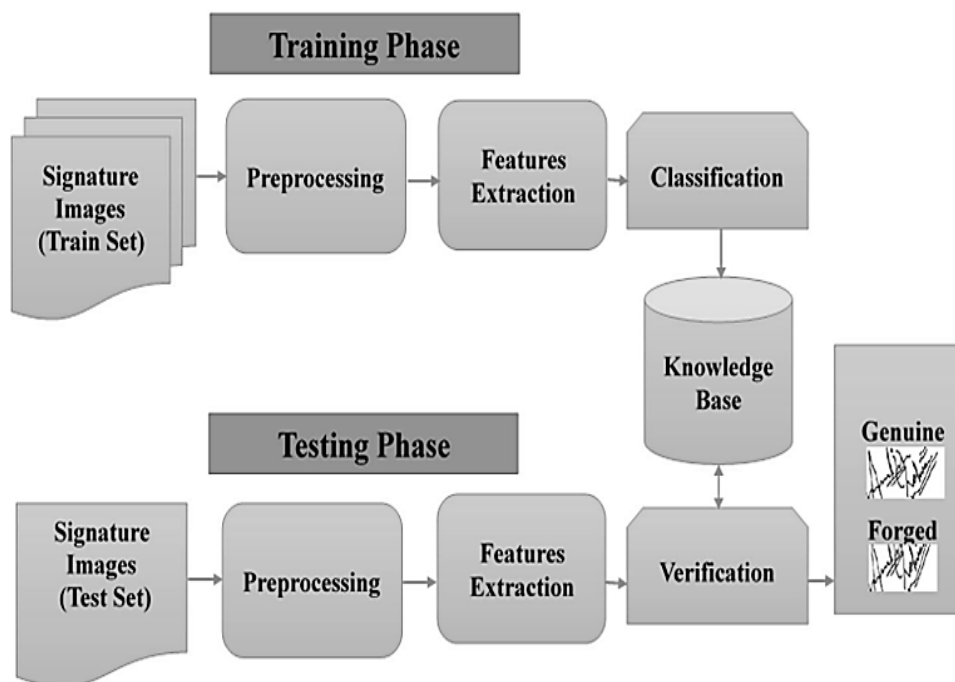 Training Phase
Signature
Images
(Train Set)
Preprocessing
Features
Extraction
Classification
Knowledge
Base
Testing Phase
Signature
Images
(Test Set)
Preprocessing
Features
Extraction
Verification
Genuine
Forged